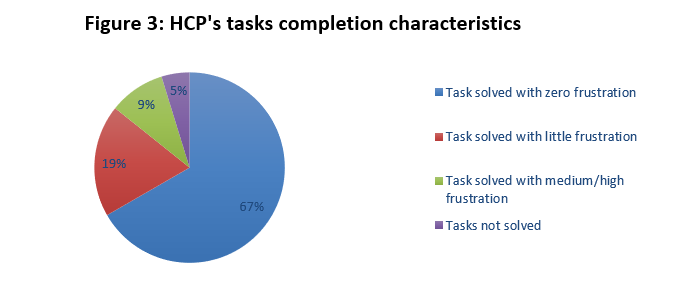 Figure 3: HCP's tasks completion characteristics
5%
9%
19%
67%
Task solved with zero frustration
Task solved with little frustration
Task solved with medium/high
frustration
Tasks not solved